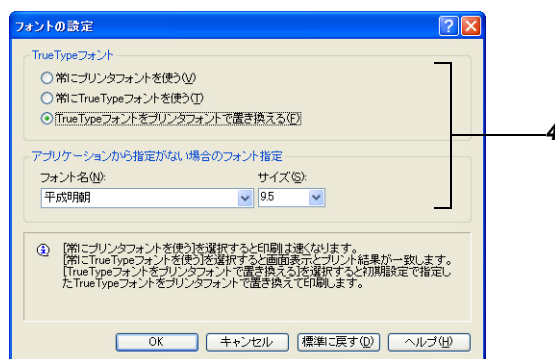 フォントの設定
TrueTypeフォント
常にプリンタフォントを使う(V)
常にTrueTypeフォントを使う(T)
TrueTypeフォントをプリンタフォントで置き換える(F)
4
アプリケーションから指定がない場合のフォント指定
フォント名(N):
サイズ(S):
平成明朝
9.5
[常にプリンタフォントを使う]を選択すると印刷は速くなります。
[常にTrueTypeフォントを使う]を選択すると画面表示とプリント結果が一致します。
[TrueTypeフォントをプリンタフォントで置き換える]を選択すると初期設定で指定し
たTrueTypeフォントをプリンタフォントで置き換えて印刷します。
OK
キャンセル
標準に戻す(D)
ヘルプ(H)